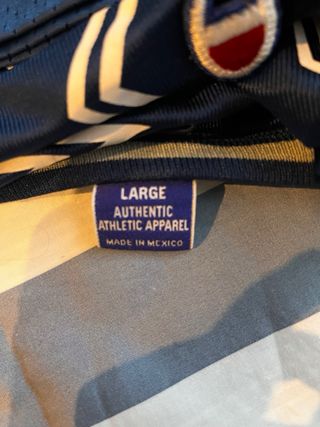 LARGE
AUTHENTIC
ATHLETIC APPAREL
MADE IN MEXICO